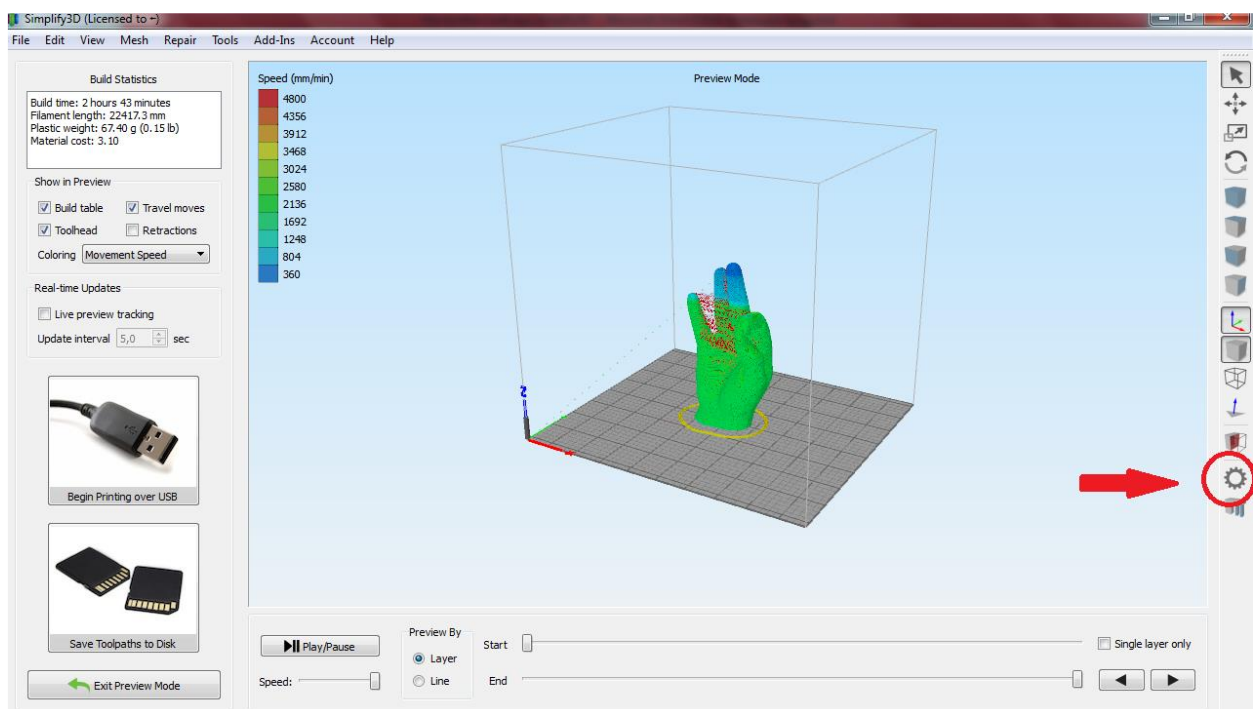 Simplify3D (Licensed to -)
File Edit View Mesh Repair Tools Add-Ins Account Help
Build Statistics
Build time: 2 hours 43 minutes
Filament length: 22417.3 mm
Plastic weight: 67.40 g (0.15 lb)
Material cost: 3.10
Show in Preview
Build table Travel moves
Toolhead Retractions
Coloring Movement Speed
Real-time Updates
Live preview tracking
Update interval 5,0 sec
Begin Printing over USB
Save Toolpaths to Disk
Exit Preview Mode
Speed (mm/min)
4800
4356
3912
3468
3024
2580
2136
1692
1248
804
360
Preview Mode
Z
Play/Pause
Speed:
Preview By
Layer
Line
Start
End
Single layer only